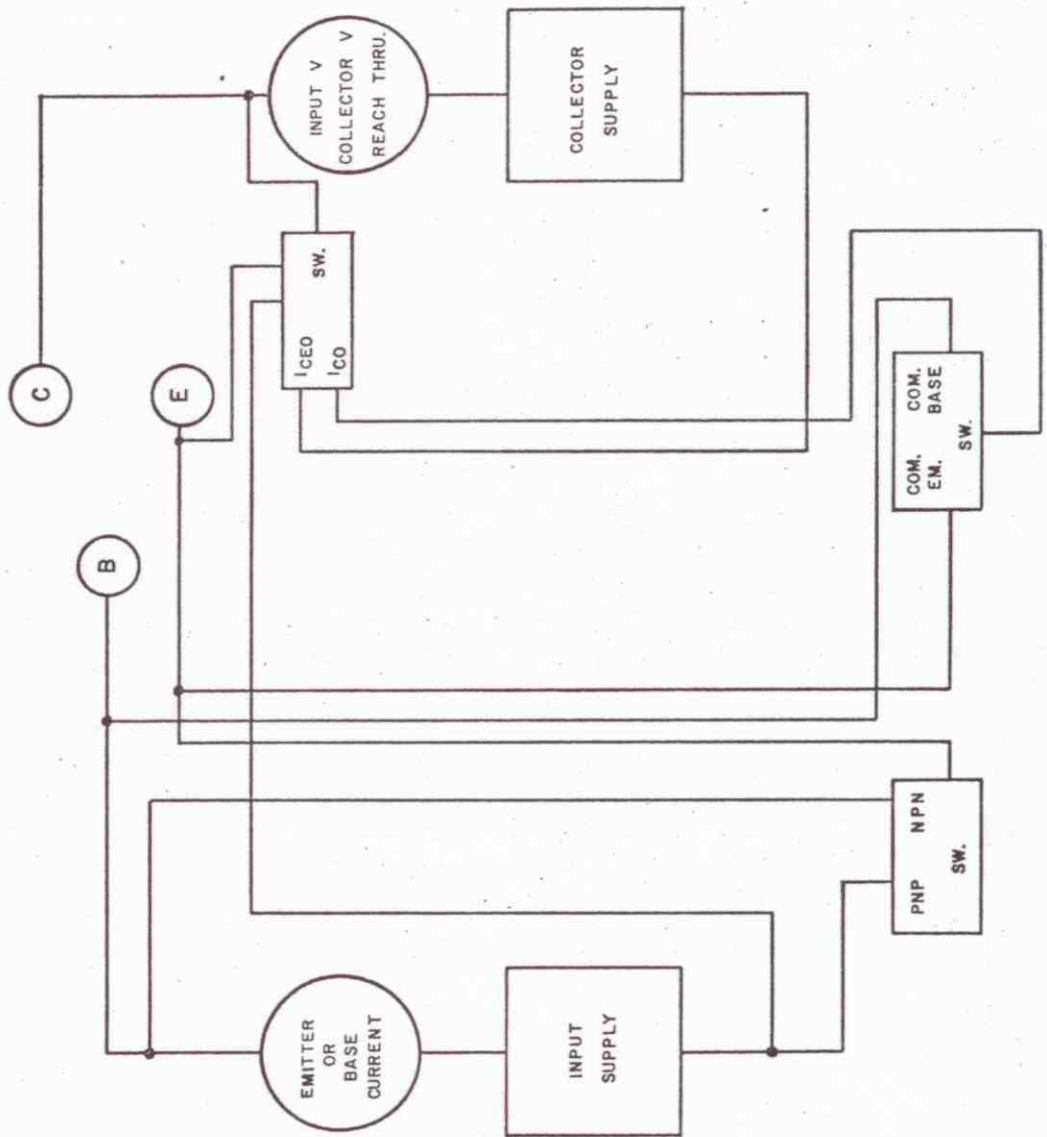 C
E
B
INPUT V
COLLECTOR V
REACH THRU.
COLLECTOR
SUPPLY
SW.
ICEO
ICO
COM. COM.
EM. BASE
SW.
PNP NPN
SW.
EMITTER
OR
BASE
CURRENT
INPUT
SUPPLY